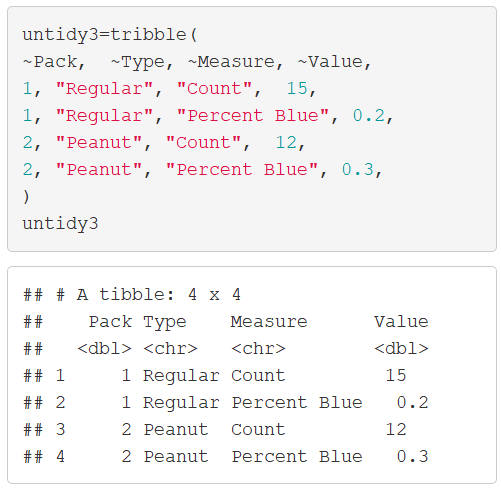 untidy3=tribble(
~Pack,  ~Type, ~Measure, ~Value,
1, "Regular", "Count",  15,
1, "Regular", "Percent Blue", 0.2,
2, "Peanut", "Count",  12,
2, "Peanut", "Percent Blue", 0.3,
)
untidy3
## # A tibble: 4 x 4
##    Pack Type    Measure      Value
##   <dbl> <chr>   <chr>        <dbl>
## 1     1 Regular Count         15
## 2     1 Regular Percent Blue   0.2
## 3     2 Peanut  Count         12
## 4     2 Peanut  Percent Blue   0.3